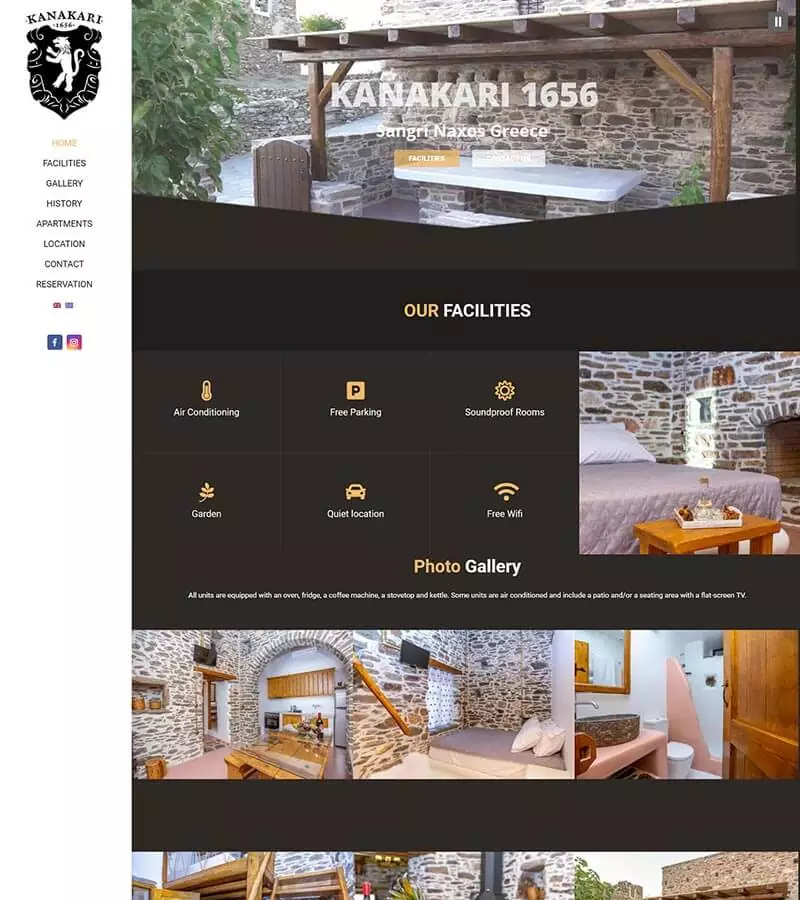 KANAKARI
·1656·
HOME
FACILITIES
GALLERY
HISTORY
APARTMENTS
LOCATION
CONTACT
RESERVATION
KANAKARI 1656
Sangri Naxos Greece
FACILITIES
CONTACT US
OUR FACILITIES
Air Conditioning
Free Parking
Soundproof Rooms
Garden
Quiet location
Free Wifi
Photo Gallery
All units are equipped with an oven, fridge, a coffee machine, a stovetop and kettle. Some units are air conditioned and include a patio and/or a seating area with a flat-screen TV.